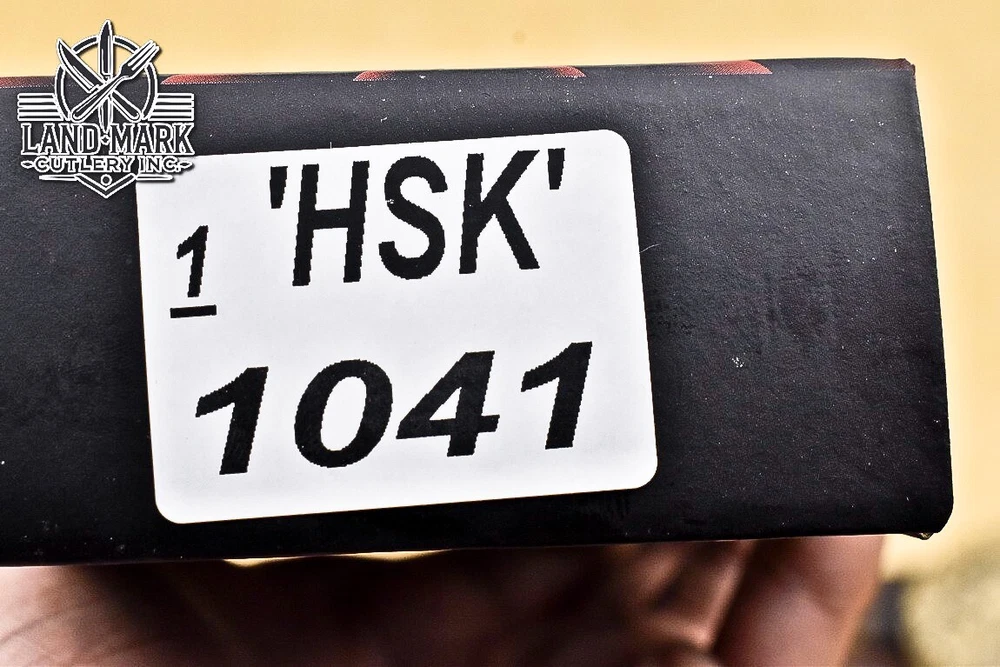 LAND MARK
CUTLERY INC.
'HSK'
1
1041